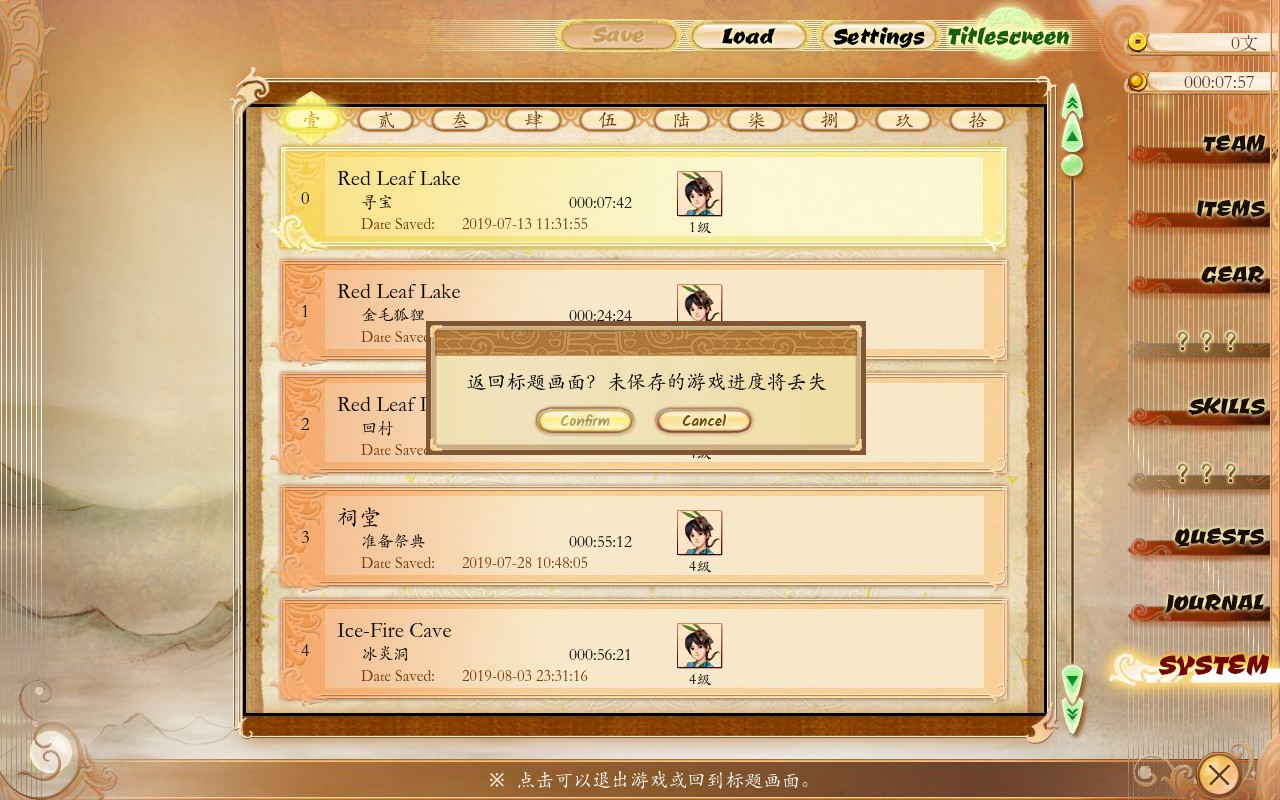 Save Load Settings Titlescreen
0文
000:07:57
壹 贰 叁 肆 伍 陆 柒 捌 玖 拾
0
Red Leaf Lake
寻宝 000:07:42
Date Saved: 2019-07-13 11:31:55
1級
1
Red Leaf Lake
金毛狐狸 000:24:24
Date Saved
返回标题画面？未保存的游戏进度将丢失
Confirm Cancel
2
Red Leaf
回村
Date Saved
3
祠堂
准备祭典 000:55:12
Date Saved: 2019-07-28 10:48:05
4级
4
Ice-Fire Cave
冰炎洞 000:56:21
Date Saved: 2019-08-03 23:31:16
4级
TEAM
ITEMS
GEAR
? ? ?
SKILLS
? ? ?
QUESTS
JOURNAL
SYSTEM
※ 点击可以退出游戏或回到标题画面。